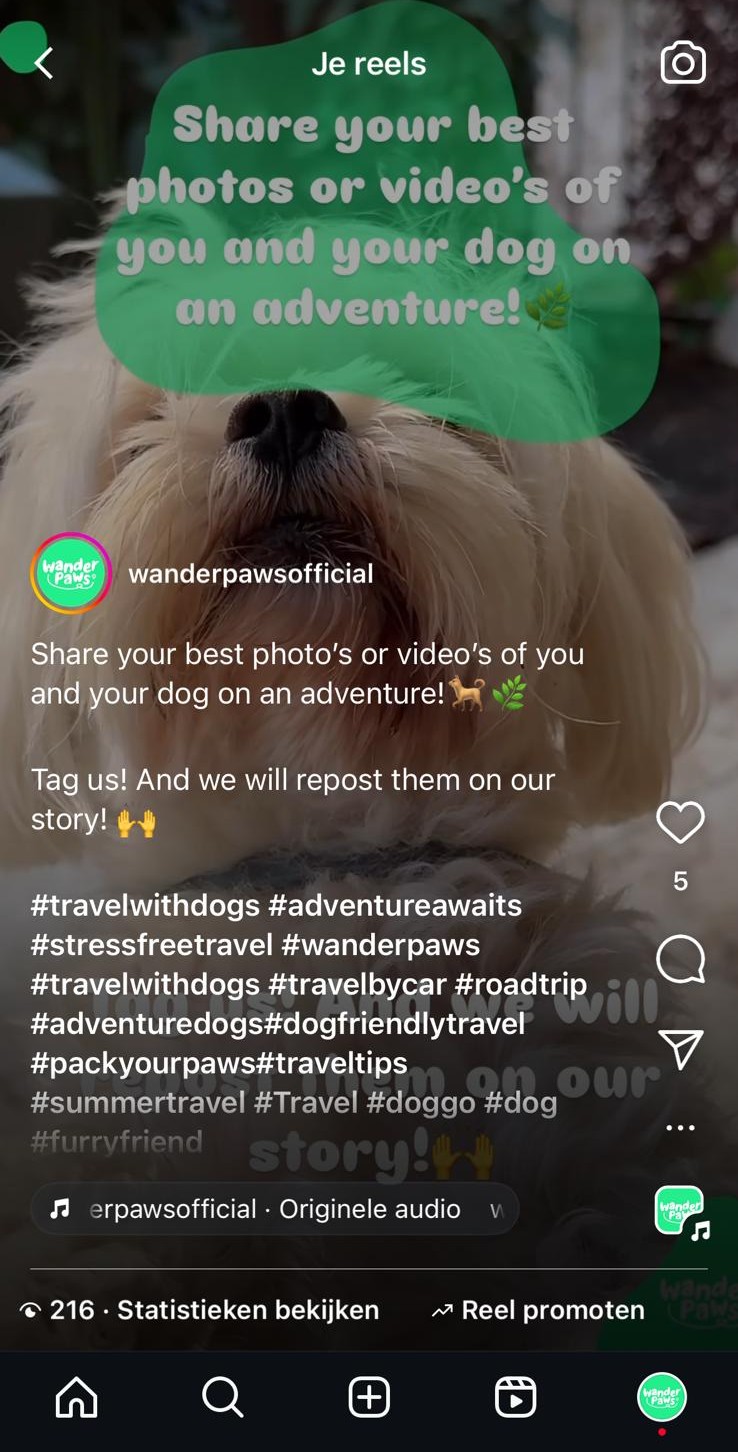 Je reels
Share your best
photos or video's of
you and your dog on
an adventure!🌿
wander
paws
wanderpawsofficial
Share your best photo's or video's of you
and your dog on an adventure!🐕🌿
Tag us! And we will repost them on our
story! 🙌
5
#travelwithdogs #adventureawaits
#stressfreetravel #wanderpaws
#travelwithdogs #travelbycar #roadtrip
#adventuredogs#dogfriendlytravel
#packyourpaws#traveltips
#summertravel #Travel #doggo #dog
#furryfriend
Tag us! And we will
repost them on our
story!🙌
erpawsofficial · Originele audio w
wander
Paws
216 · Statistieken bekijken
Reel promoten
wander
Paws
wander
Paws